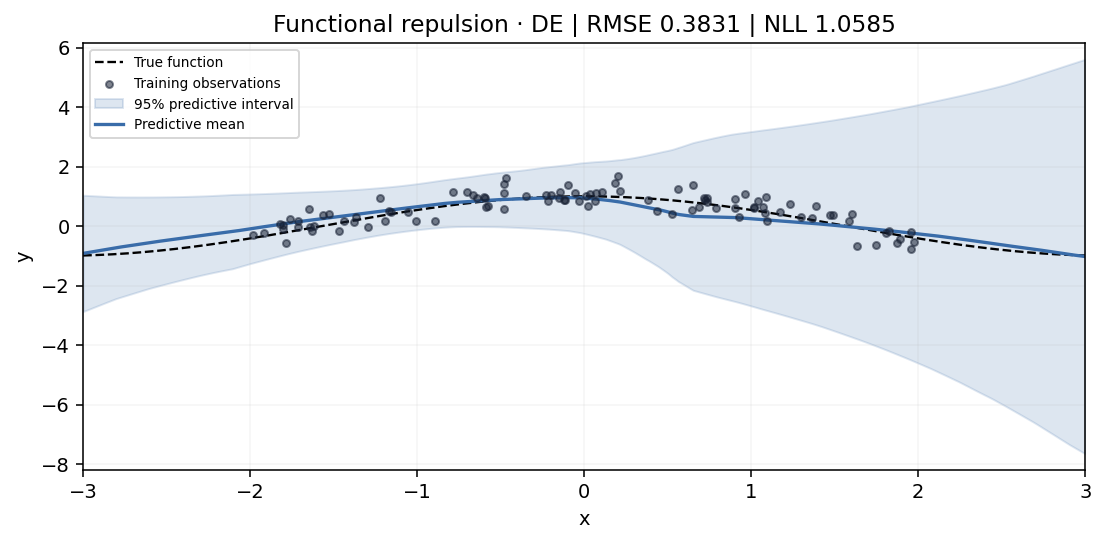 Functional repulsion · DE | RMSE 0.3831 | NLL 1.0585
True function
Training observations
95% predictive interval
Predictive mean
6
4
2
0
−2
−4
−6
−8
y
−3
−2
−1
0
1
2
3
x